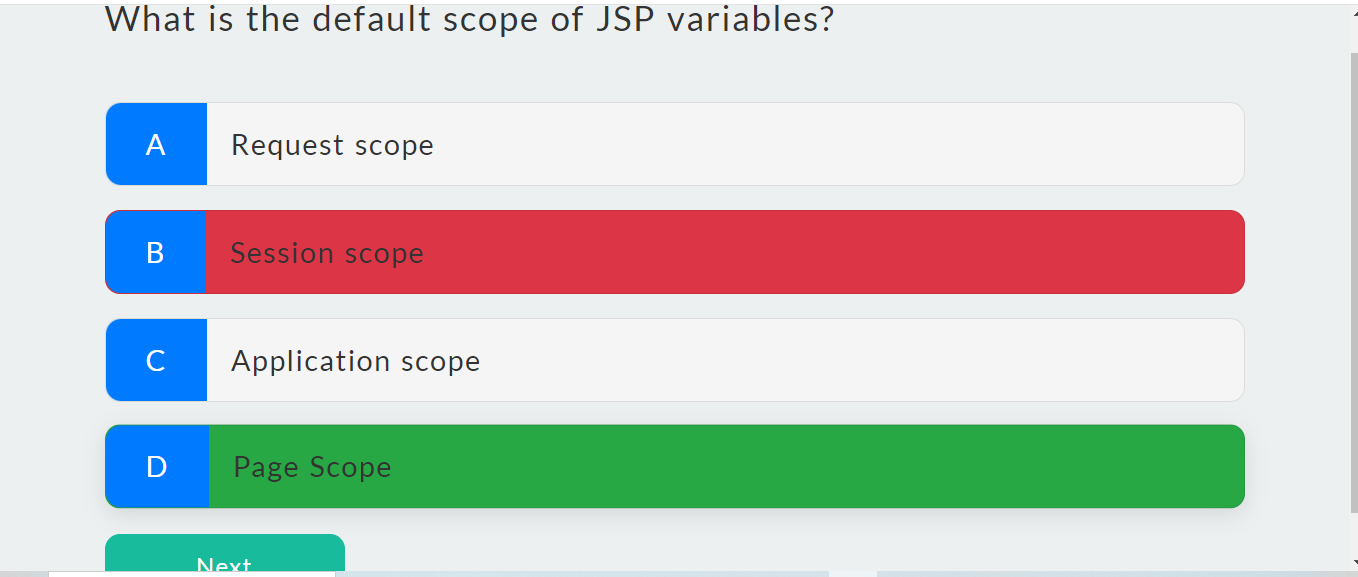 What is the default scope of JSP variables?
A Request scope
B Session scope
C Application scope
D Page Scope
Next